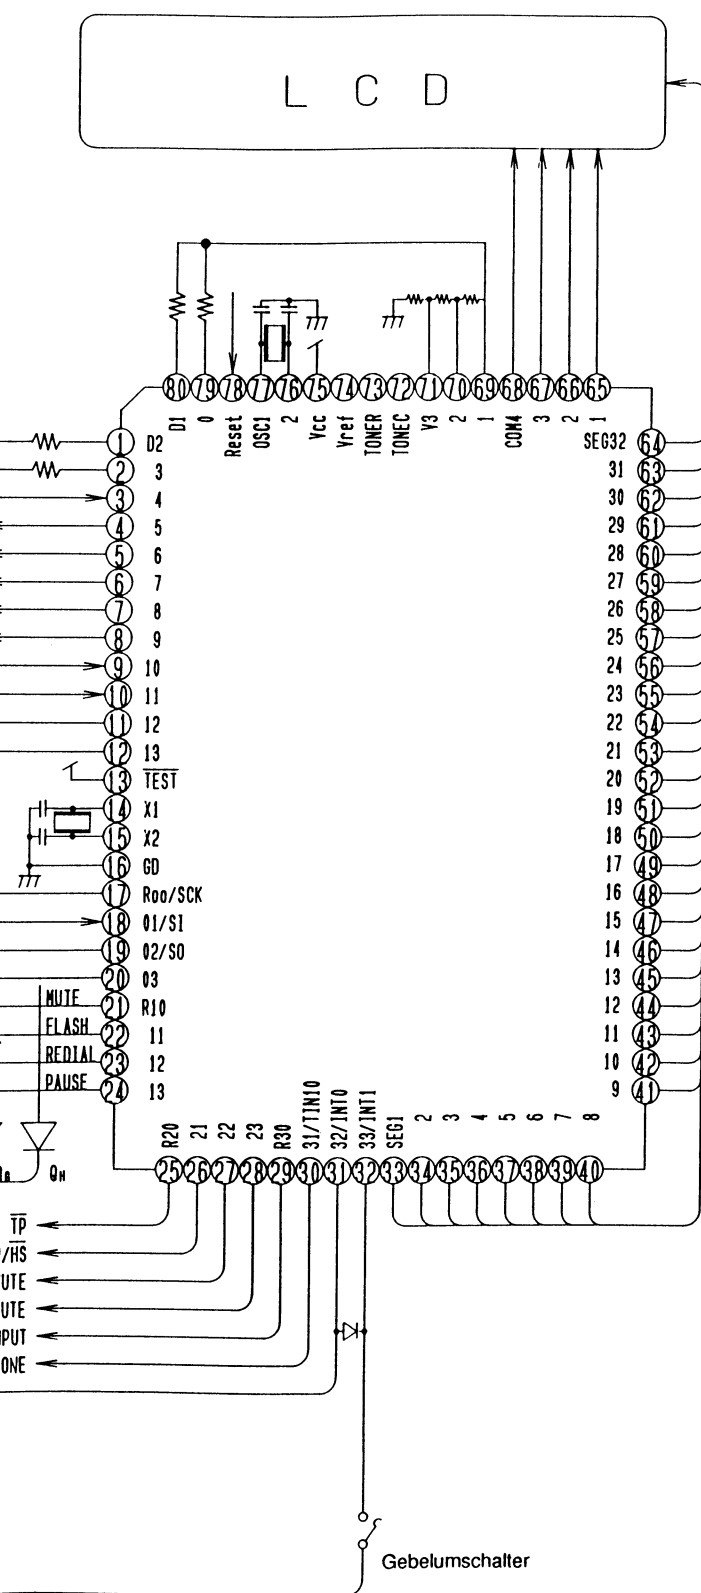 L C D
80 79 78 77 76 75 74 73 72 71 70 69 68 67 66 65
D1 0 Reset OSC1 2 Vcc Vref TONER TONEC V3 2 1 COM4 3 2 1
1 D2 SEG32 64
2 3 31 63
3 4 30 62
4 5 29 61
5 6 28 60
6 7 27 59
7 8 26 58
8 9 25 57
9 10 24 56
10 11 23 55
11 12 22 54
12 13 21 53
13 TEST 20 52
14 X1 19 51
15 X2 18 50
16 GD 17 49
17 Roo/SCK 16 48
18 01/SI 15 47
19 02/SO 14 46
20 03 13 45
MUTE 21 R10 12 44
FLASH 22 11 11 43
REDIAL 23 12 10 42
PAUSE 24 13 9 41
R20 21 22 23 R30 31/TIN10 32/INT0 33/INT1 SEG1 2 3 4 5 6 7 8
25 26 27 28 29 30 31 32 33 34 35 36 37 38 39 40
QH
TP
/HS
UTE
UTE
PUT
ONE
Gebelumschalter